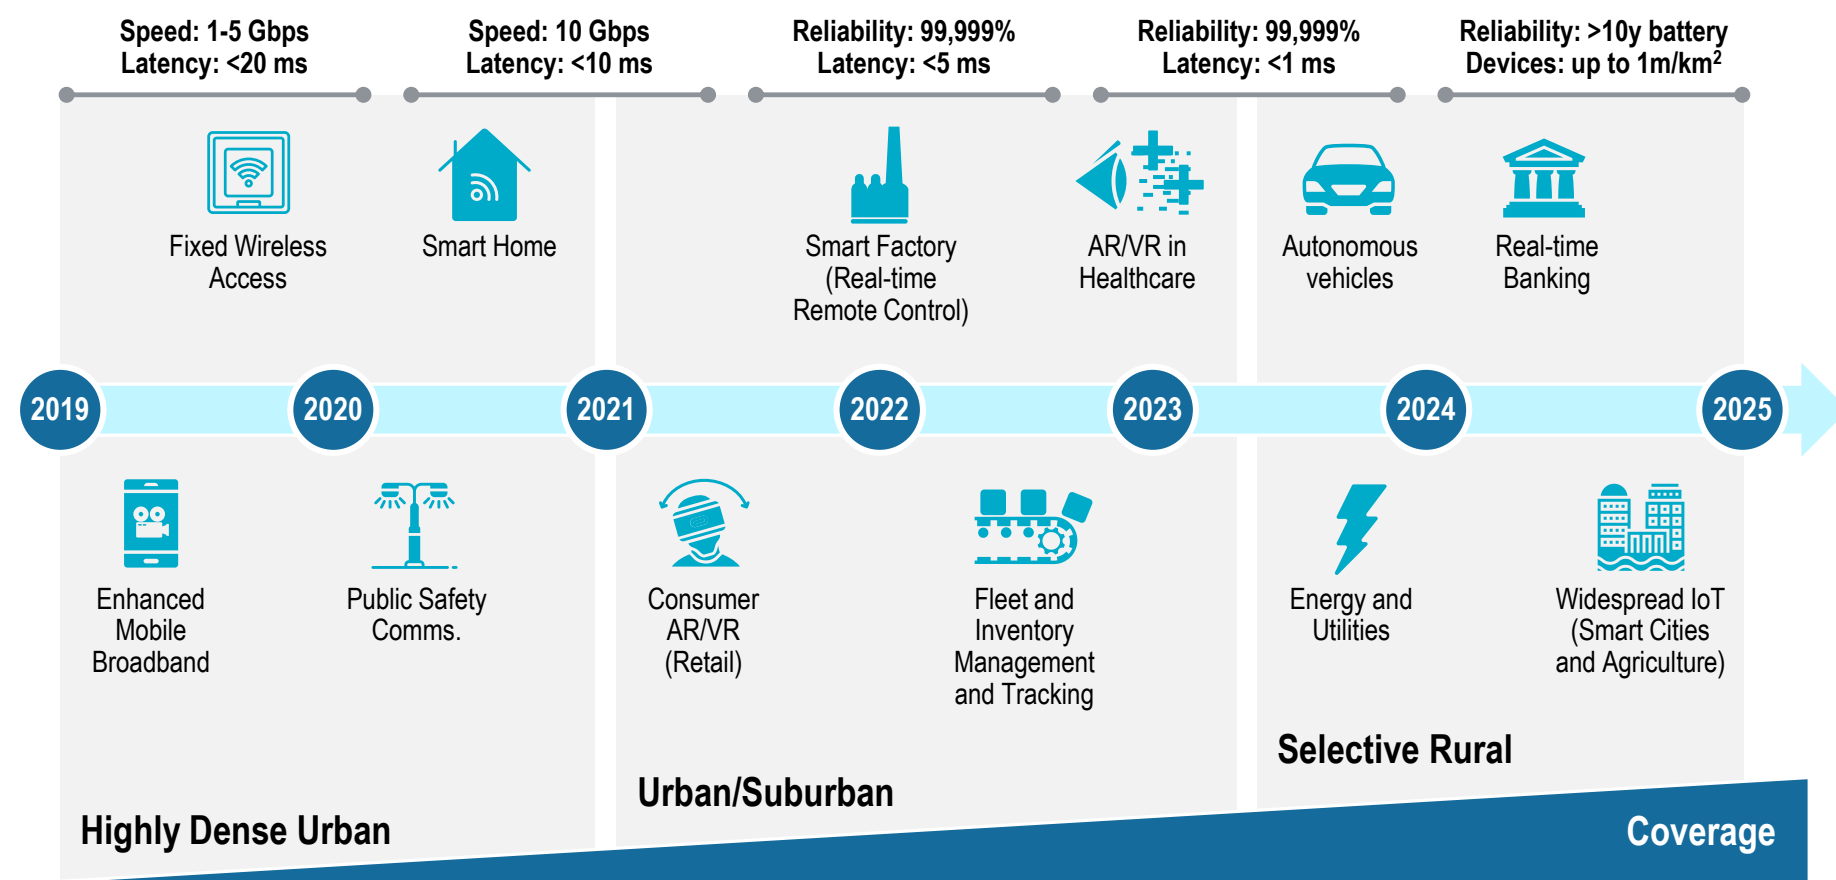 Speed: 1-5 Gbps
Latency: <20 ms
Speed: 10 Gbps
Latency: <10 ms
Reliability: 99,999%
Latency: <5 ms
Reliability: 99,999%
Latency: <1 ms
Reliability: >10y battery
Devices: up to 1m/km²
Fixed Wireless
Access
Smart Home
Smart Factory
(Real-time
Remote Control)
AR/VR in
Healthcare
Autonomous
vehicles
Real-time
Banking
2019
2020
2021
2022
2023
2024
2025
Enhanced
Mobile
Broadband
Public Safety
Comms.
Consumer
AR/VR
(Retail)
Fleet and
Inventory
Management
and Tracking
Energy and
Utilities
Widespread IoT
(Smart Cities
and Agriculture)
Highly Dense Urban
Urban/Suburban
Selective Rural
Coverage